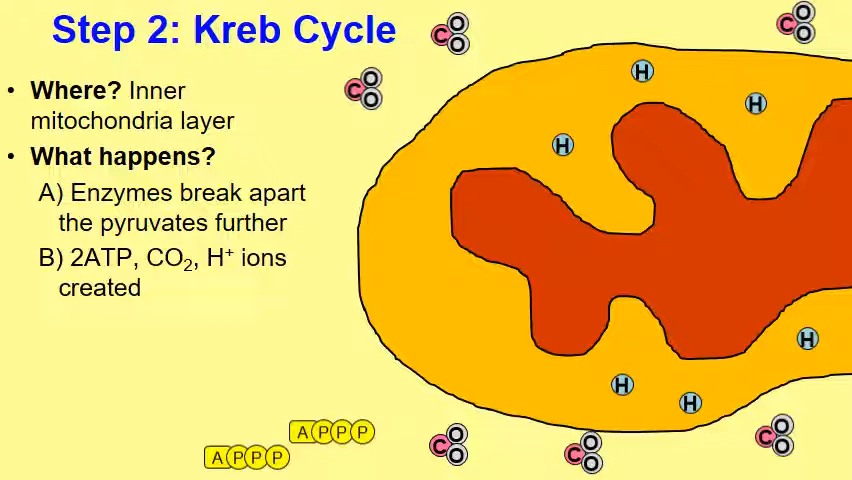 Step 2: Kreb Cycle
• Where? Inner
mitochondria layer
• What happens?
A) Enzymes break apart
the pyruvates further
B) 2ATP, CO₂, H⁺ ions
created
C O O
C O O
C O O
H
H
H
H
H
H
A P P P
A P P P
C O O
C O O
C O O